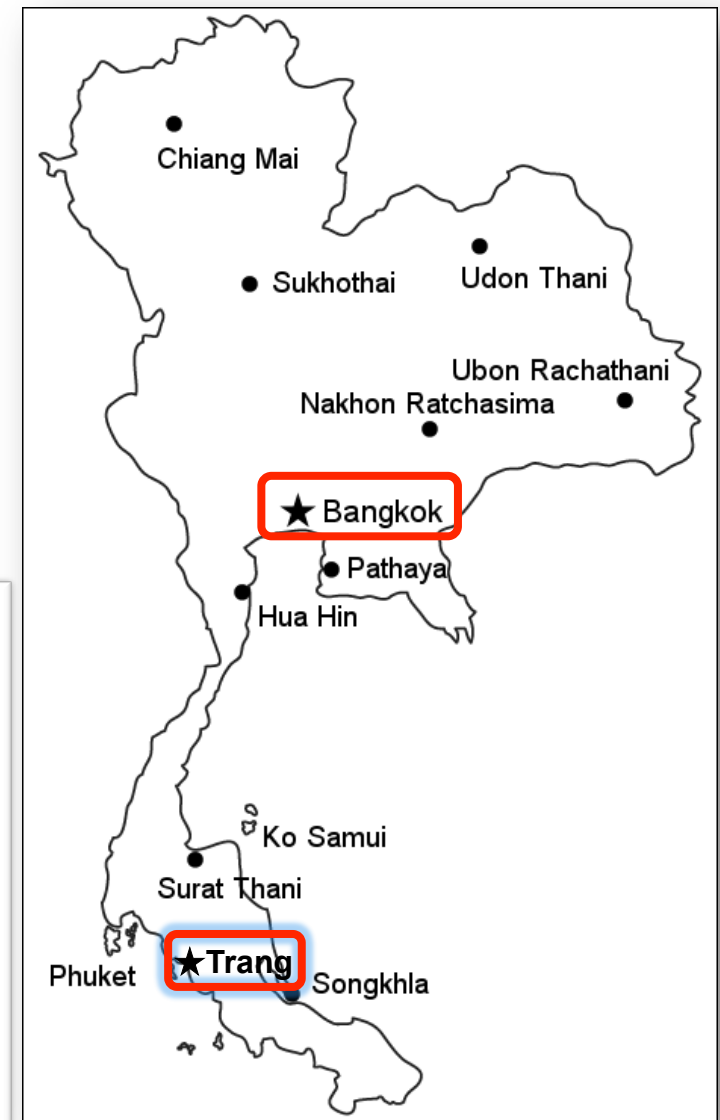 Chiang Mai
Sukhothai
Udon Thani
Ubon Rachathani
Nakhon Ratchasima
Bangkok
Pathaya
Hua Hin
Ko Samui
Surat Thani
Trang
Phuket
Songkhla